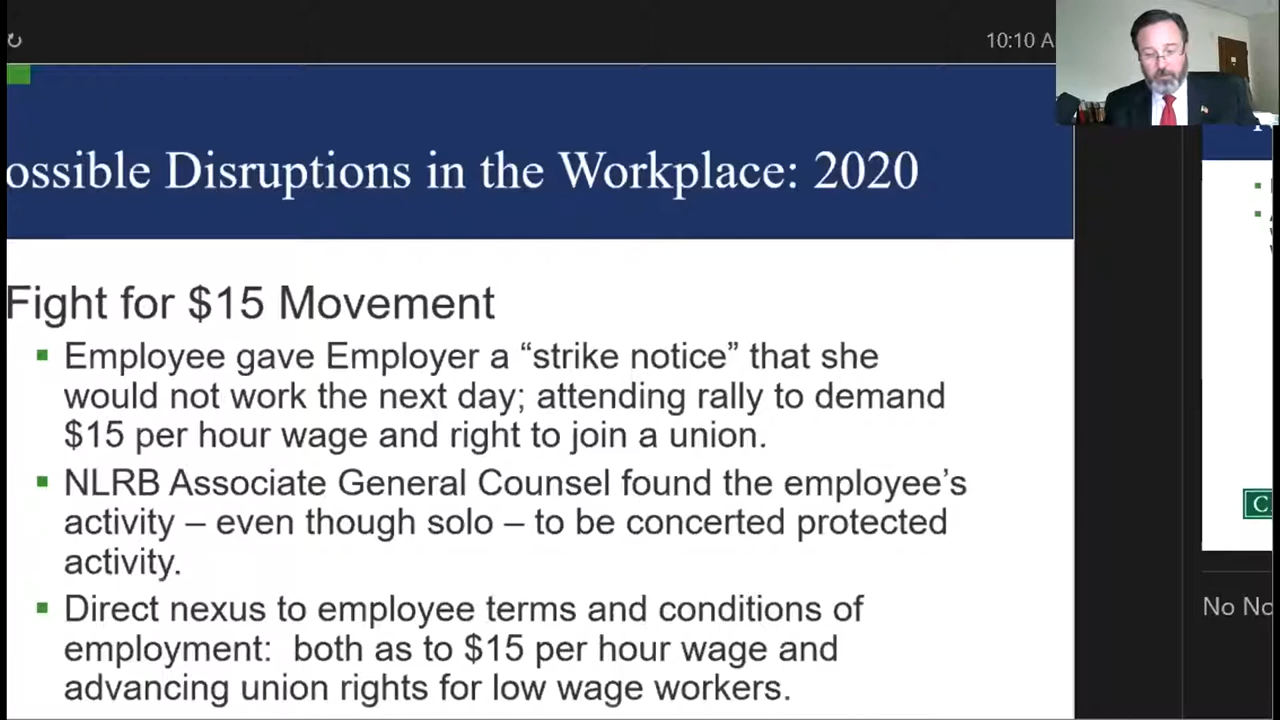 10:10 A
ossible Disruptions in the Workplace: 2020
Fight for $15 Movement
Employee gave Employer a “strike notice” that she
would not work the next day; attending rally to demand
$15 per hour wage and right to join a union.
NLRB Associate General Counsel found the employee’s
activity – even though solo – to be concerted protected
activity.
Direct nexus to employee terms and conditions of
employment:  both as to $15 per hour wage and
advancing union rights for low wage workers.
C
No No